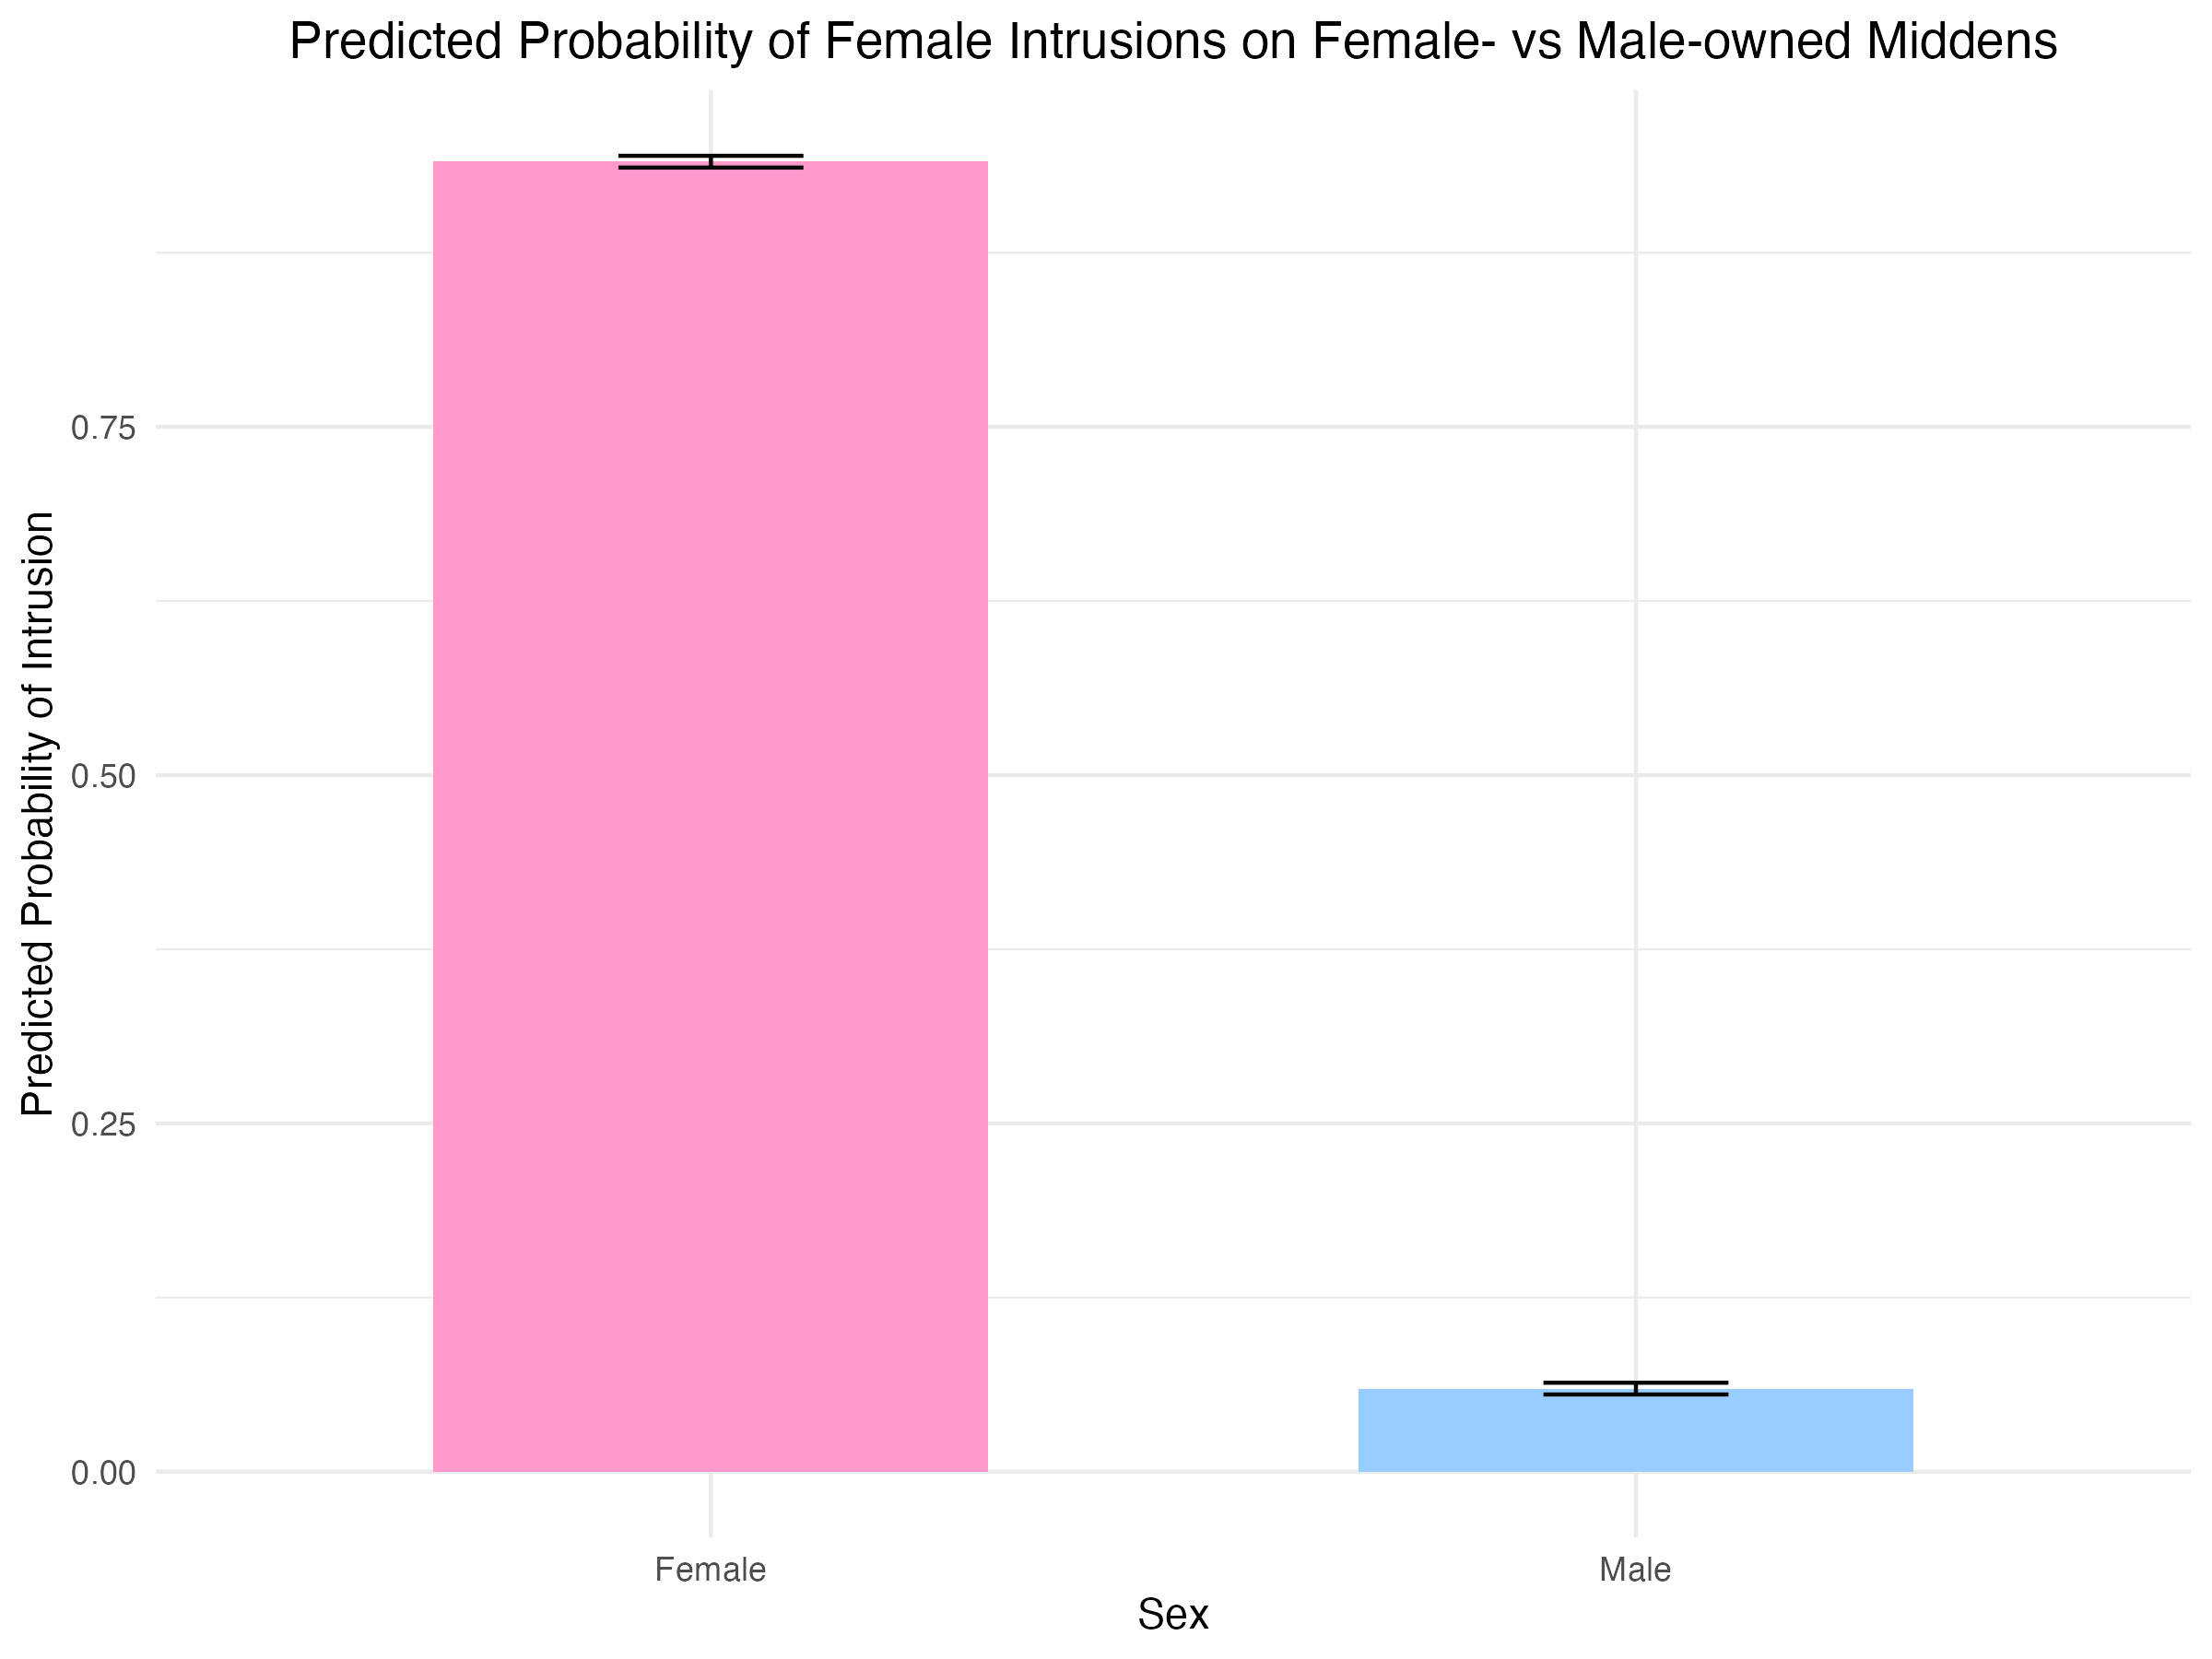 Predicted Probability of Female Intrusions on Female- vs Male-owned Middens
Predicted Probability of Intrusion
0.75
0.50
0.25
0.00
Female
Male
Sex